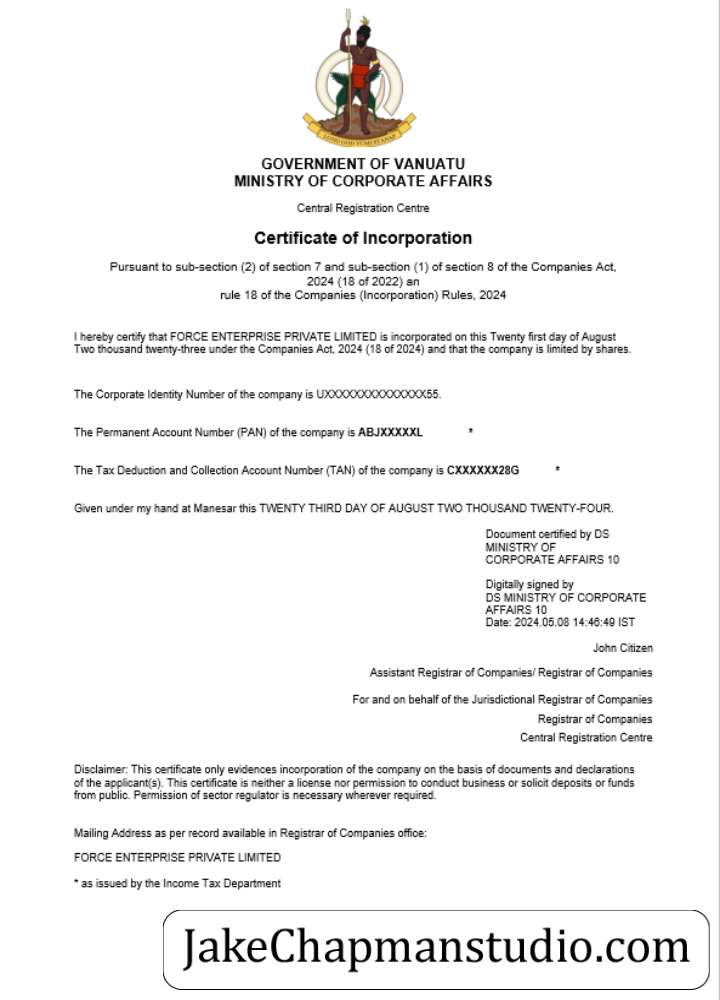 LONG GOD YUMI STANAP
GOVERNMENT OF VANUATU
MINISTRY OF CORPORATE AFFAIRS
Central Registration Centre
Certificate of Incorporation
Pursuant to sub-section (2) of section 7 and sub-section (1) of section 8 of the Companies Act,
2024 (18 of 2022) an
rule 18 of the Companies (Incorporation) Rules, 2024
I hereby certify that FORCE ENTERPRISE PRIVATE LIMITED is incorporated on this Twenty first day of August
Two thousand twenty-three under the Companies Act, 2024 (18 of 2024) and that the company is limited by shares.
The Corporate Identity Number of the company is UXXXXXXXXXXXXXX55.
The Permanent Account Number (PAN) of the company is ABJXXXXXL *
The Tax Deduction and Collection Account Number (TAN) of the company is CXXXXXX28G *
Given under my hand at Manesar this TWENTY THIRD DAY OF AUGUST TWO THOUSAND TWENTY-FOUR.
Document certified by DS
MINISTRY OF
CORPORATE AFFAIRS 10
Digitally signed by
DS MINISTRY OF CORPORATE
AFFAIRS 10
Date: 2024.05.08 14:46:49 IST
John Citizen
Assistant Registrar of Companies/ Registrar of Companies
For and on behalf of the Jurisdictional Registrar of Companies
Registrar of Companies
Central Registration Centre
Disclaimer: This certificate only evidences incorporation of the company on the basis of documents and declarations
of the applicant(s). This certificate is neither a license nor permission to conduct business or solicit deposits or funds
from public. Permission of sector regulator is necessary wherever required.
Mailing Address as per record available in Registrar of Companies office:
FORCE ENTERPRISE PRIVATE LIMITED
* as issued by the Income Tax Department
JakeChapmanstudio.com